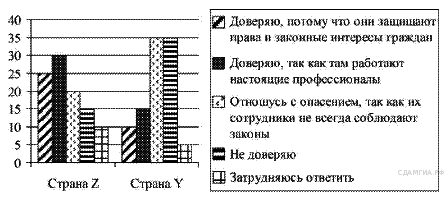 40
35
30
25
20
15
10
5
0
Страна Z
Страна Y
Доверяю, потому что они защищают
права и законные интересы граждан
Доверяю, так как там работают
настоящие профессионалы
Отношусь с опасением, так как их
сотрудники не всегда соблюдают
законы
Не доверяю
Затрудняюсь ответить
СДАМГИА.РФ